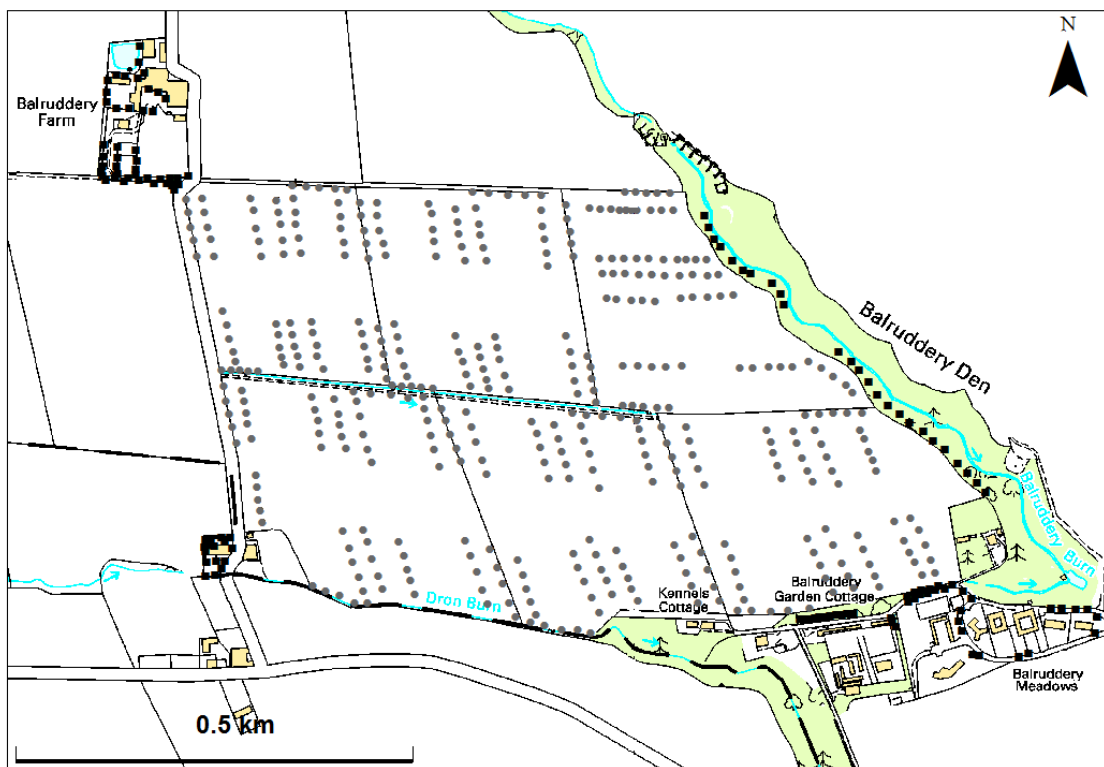 N
Balruddery
Farm
Balruddery Den
Balruddery Burn
Dron Burn
Kennels
Cottage
Balruddery
Garden Cottage
Balruddery
Meadows
0.5 km